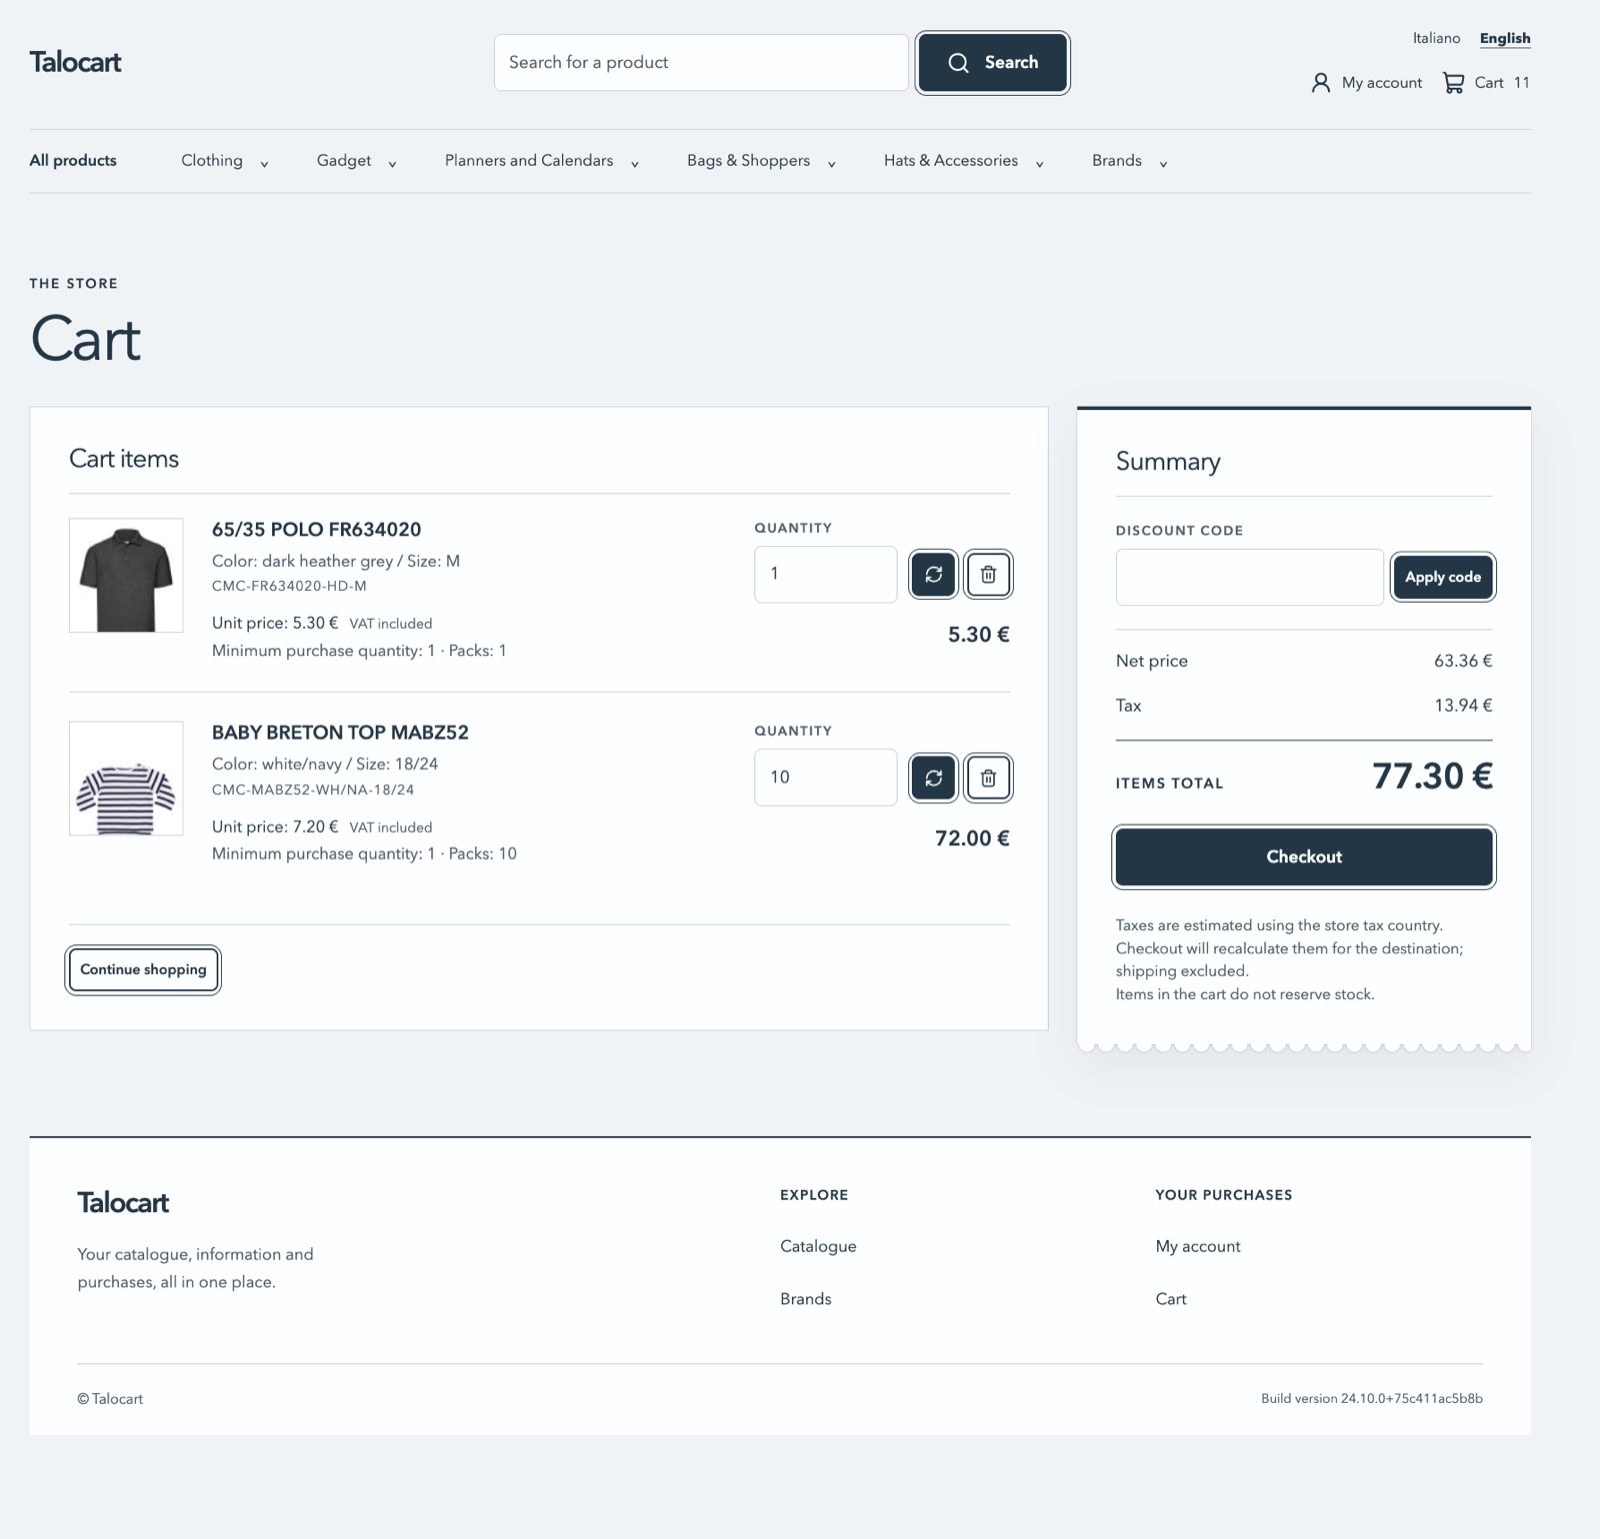 Talocart
Search for a product
Search
Italiano English
My account Cart 11
All products Clothing Gadget Planners and Calendars Bags & Shoppers Hats & Accessories Brands
THE STORE
Cart
Cart items
65/35 POLO FR634020
Color: dark heather grey / Size: M
CMC-FR634020-HD-M
Unit price: 5.30 € VAT included
Minimum purchase quantity: 1 · Packs: 1
QUANTITY
1
5.30 €
BABY BRETON TOP MABZ52
Color: white/navy / Size: 18/24
CMC-MABZ52-WH/NA-18/24
Unit price: 7.20 € VAT included
Minimum purchase quantity: 1 · Packs: 10
QUANTITY
10
72.00 €
Continue shopping
Summary
DISCOUNT CODE
Apply code
Net price 63.36 €
Tax 13.94 €
ITEMS TOTAL 77.30 €
Checkout
Taxes are estimated using the store tax country.
Checkout will recalculate them for the destination;
shipping excluded.
Items in the cart do not reserve stock.
Talocart
Your catalogue, information and
purchases, all in one place.
EXPLORE
Catalogue
Brands
YOUR PURCHASES
My account
Cart
© Talocart
Build version 24.10.0+75c411ac5b8b